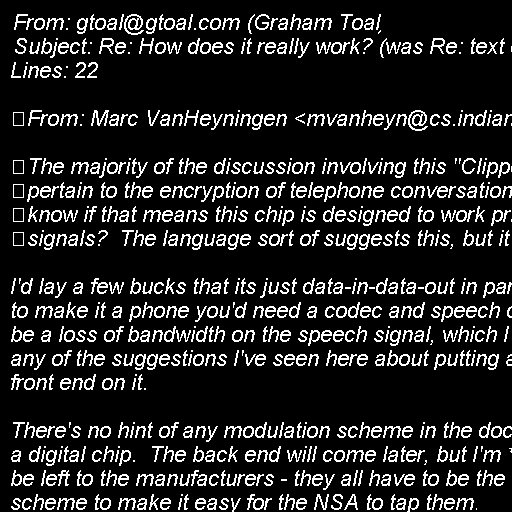 From: gtoal@gtoal.com (Graham Toal
Subject: Re: How does it really work? (was Re: text
Lines: 22
From: Marc VanHeyningen <mvanheyn@cs.indian
The majority of the discussion involving this "Clipp
pertain to the encryption of telephone conversation
know if that means this chip is designed to work pr
signals?  The language sort of suggests this, but it
I'd lay a few bucks that its just data-in-data-out in par
to make it a phone you'd need a codec and speech
be a loss of bandwidth on the speech signal, which I
any of the suggestions I've seen here about putting a
front end on it.
There's no hint of any modulation scheme in the doc
a digital chip.  The back end will come later, but I'm *
be left to the manufacturers - they all have to be the
scheme to make it easy for the NSA to tap them.